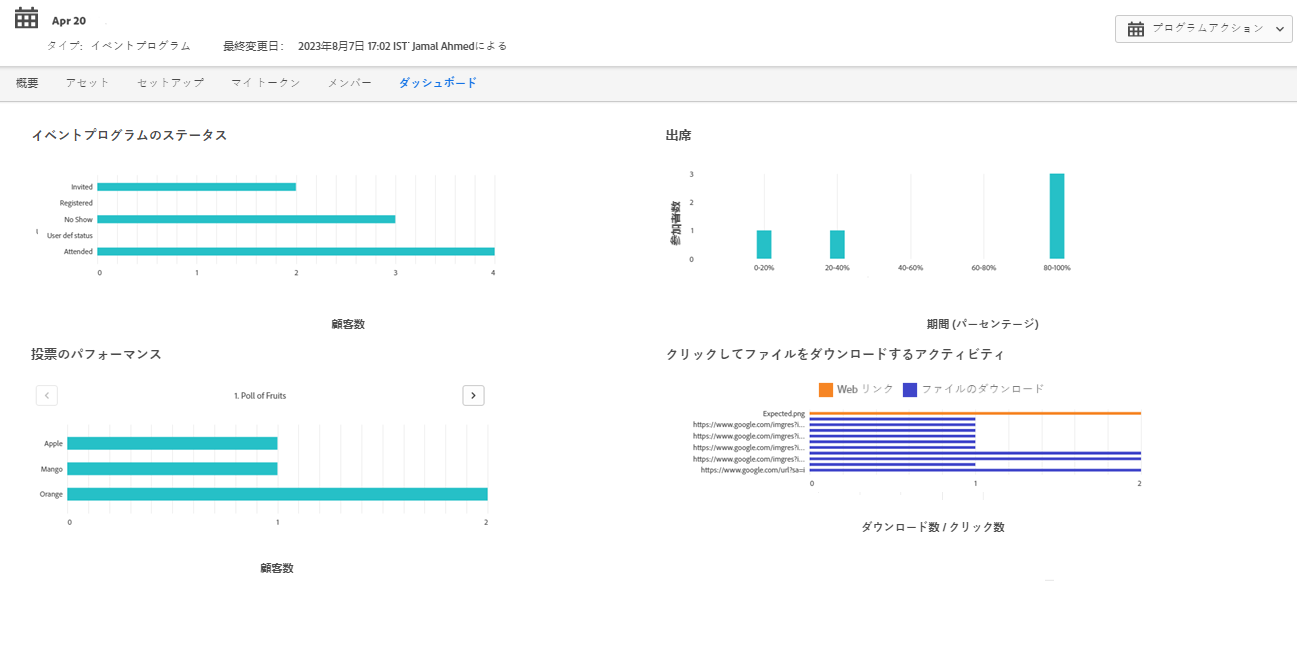 Apr 20
プログラムアクション
タイプ: イベントプログラム 最終変更日: 2023年8月7日 17:02 IST Jamal Ahmedによる
概要 アセット セットアップ マイ トークン メンバー ダッシュボード
イベントプログラムのステータス
Invited
Registered
No Show
User def status
Attended
0 1 2 3 4
顧客数
出席
参加者数
3
2
1
0
0-20% 20-40% 40-60% 60-80% 80-100%
期間 (パーセンテージ)
投票のパフォーマンス
1. Poll of Fruits
Apple
Mango
Orange
0 1 2
顧客数
クリックしてファイルをダウンロードするアクティビティ
Web リンク ファイルのダウンロード
Expected.png
https://www.google.com/imgres?i...
https://www.google.com/imgres?i...
https://www.google.com/imgres?i...
https://www.google.com/imgres?i...
https://www.google.com/url?sa=i
0 1 2
ダウンロード数 / クリック数